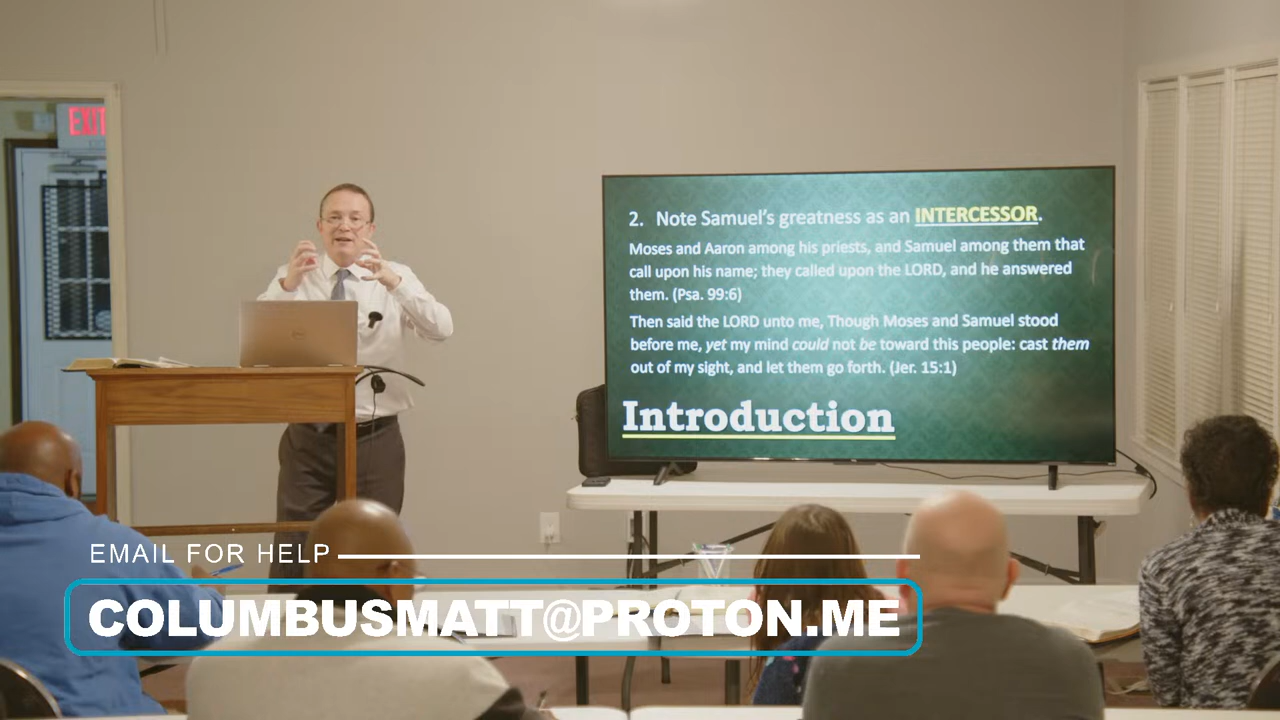 EXIT
2. Note Samuel's greatness as an INTERCESSOR.
Moses and Aaron among his priests, and Samuel among them that
call upon his name; they called upon the LORD, and he answered
them. (Psa. 99:6)
Then said the LORD unto me, Though Moses and Samuel stood
before me, yet my mind could not be toward this people: cast them
out of my sight, and let them go forth. (Jer. 15:1)
Introduction
EMAIL FOR HELP
COLUMBUSMATT@PROTON.ME